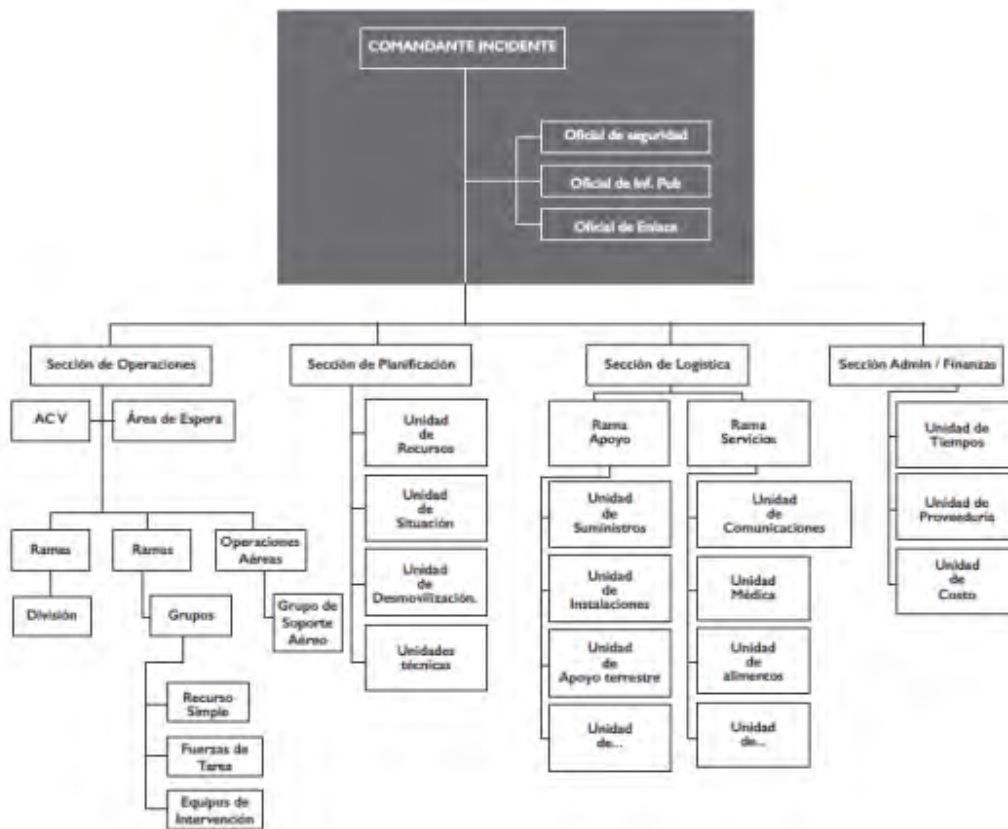 COMANDANTE INCIDENTE
Oficial de seguridad
Oficial de Inf. Pub
Oficial de Enlace
Sección de Operaciones
Sección de Planificación
Sección de Logística
Sección Admin / Finanzas
ACV
Área de Espera
Ramas
Ramas
Operaciones
Aéreas
División
Grupos
Grupo de
Soporte
Aéreo
Recurso
Simple
Fuerzas de
Tarea
Equipos de
Intervención
Unidad
de
Recursos
Unidad
de
Situación
Unidad
de
Desmovilización.
Unidades
técnicas
Rama
Apoyo
Rama
Servicios
Unidad
de
Suministros
Unidad
de
Instalaciones
Unidad
de
Apoyo terrestre
Unidad
de...
Unidad
de
Comunicaciones
Unidad
Médica
Unidad
de
alimentos
Unidad
de...
Unidad de
Tiempos
Unidad
de Proveeduría
Unidad
de
Costo